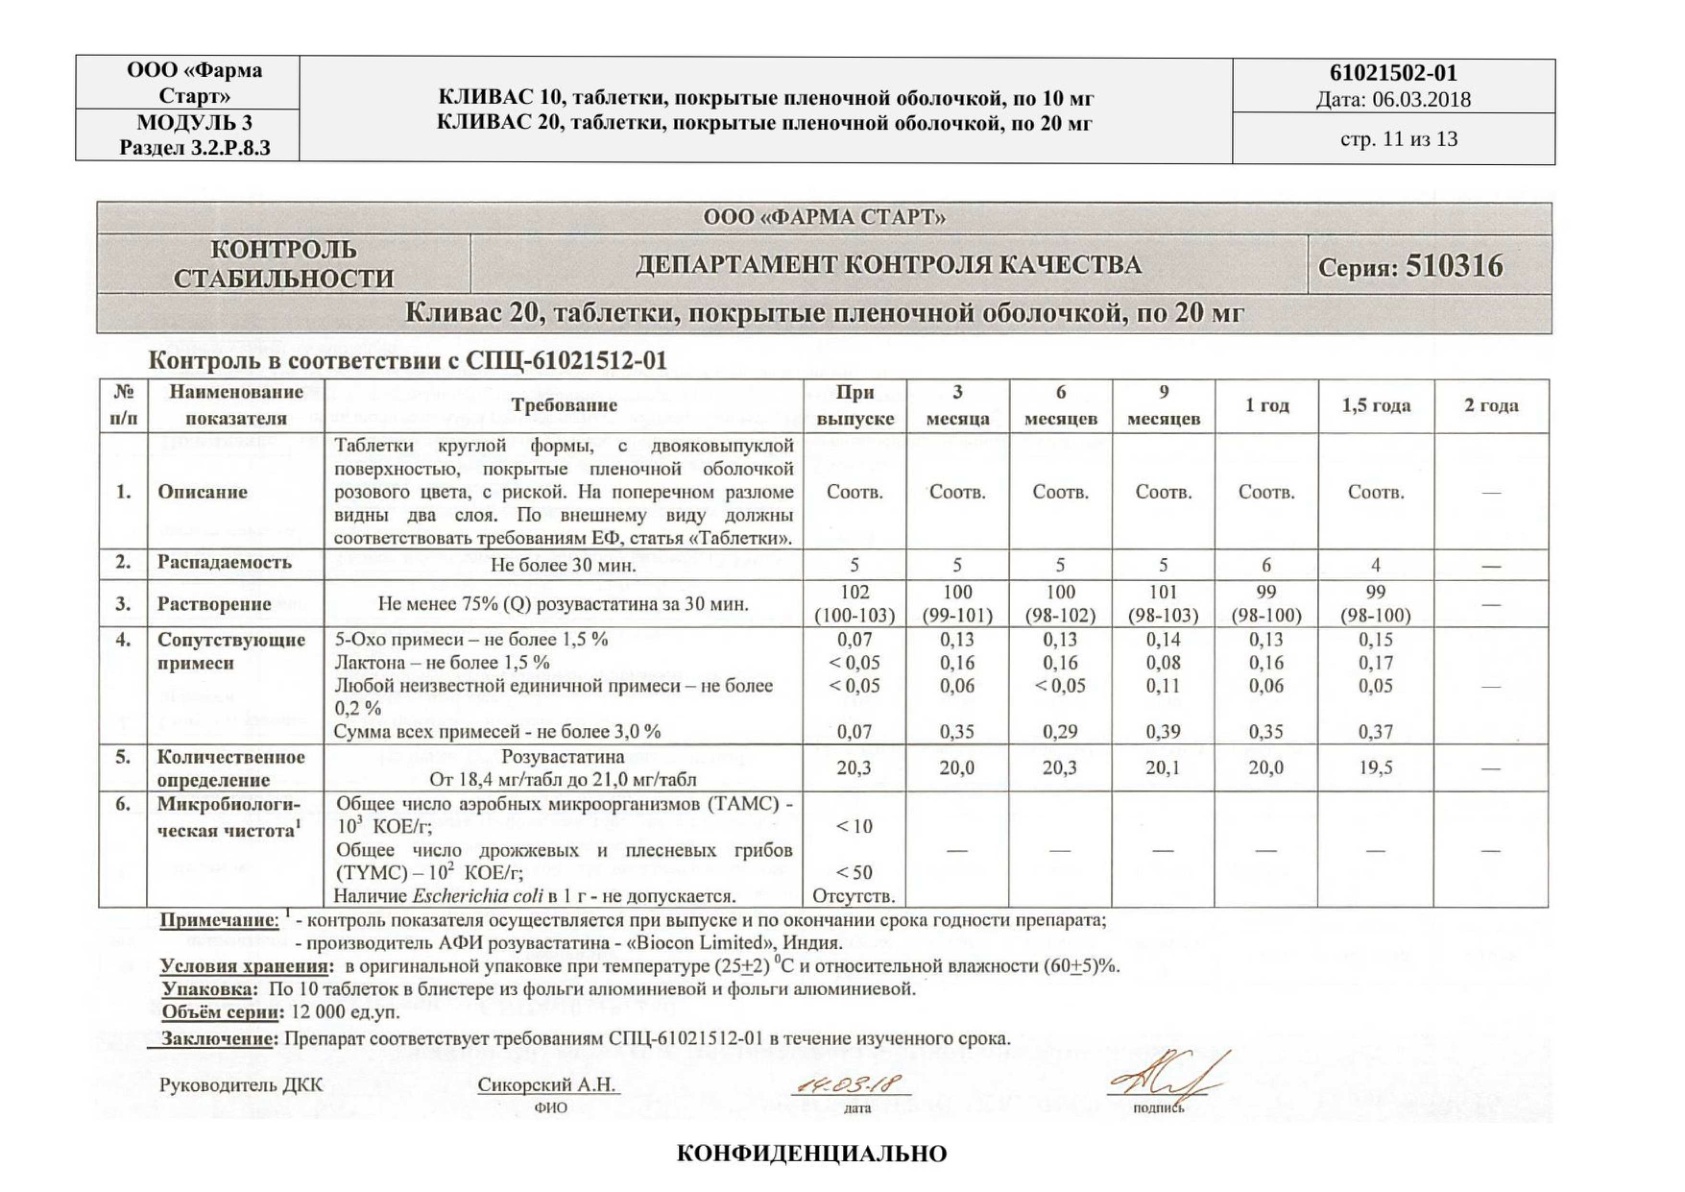 ООО «Фарма
Старт»
МОДУЛЬ 3
Раздел 3.2.Р.8.3
КЛИВАС 10, таблетки, покрытые пленочной оболочкой, по 10 мг
КЛИВАС 20, таблетки, покрытые пленочной оболочкой, по 20 мг
61021502-01
Дата: 06.03.2018
стр. 11 из 13
ООО «ФАРМА СТАРТ»
КОНТРОЛЬ
СТАБИЛЬНОСТИ
ДЕПАРТАМЕНТ КОНТРОЛЯ КАЧЕСТВА
Серия: 510316
Кливас 20, таблетки, покрытые пленочной оболочкой, по 20 мг
Контроль в соответствии с СПЦ-61021512-01
№ Наименование Требование При 3 6 9 1 год 1,5 года 2 года
п/п показателя выпуске месяца месяцев месяцев
Таблетки круглой формы, с двояковыпуклой
поверхностью, покрытые пленочной оболочкой
1. Описание розового цвета, с риской. На поперечном разломе Соотв. Соотв. Соотв. Соотв. Соотв. Соотв. —
видны два слоя. По внешнему виду должны
соответствовать требованиям ЕФ, статья «Таблетки».
2. Распадаемость Не более 30 мин. 5 5 5 5 6 4 —
3. Растворение Не менее 75% (Q) розувастатина за 30 мин. 102 100 100 101 99 99 —
(100-103) (99-101) (98-102) (98-103) (98-100) (98-100)
4. Сопутствующие 5-Охо примеси – не более 1,5 % 0,07 0,13 0,13 0,14 0,13 0,15
примеси Лактона – не более 1,5 % < 0,05 0,16 0,16 0,08 0,16 0,17
Любой неизвестной единичной примеси – не более < 0,05 0,06 < 0,05 0,11 0,06 0,05 —
0,2 %
Сумма всех примесей - не более 3,0 % 0,07 0,35 0,29 0,39 0,35 0,37
5. Количественное Розувастатина 20,3 20,0 20,3 20,1 20,0 19,5 —
определение От 18,4 мг/табл до 21,0 мг/табл
6. Микробиологи- Общее число аэробных микроорганизмов (ТАМС) -
ческая чистота¹ 10³ КОЕ/г; < 10
Общее число дрожжевых и плесневых грибов — — — — — —
(TYMC) – 10² КОЕ/г; < 50
Наличие Escherichia coli в 1 г - не допускается. Отсутств.
Примечание: ¹ - контроль показателя осуществляется при выпуске и по окончании срока годности препарата;
- производитель АФИ розувастатина - «Biocon Limited», Индия.
Условия хранения: в оригинальной упаковке при температуре (25±2) ⁰С и относительной влажности (60±5)%.
Упаковка: По 10 таблеток в блистере из фольги алюминиевой и фольги алюминиевой.
Объём серии: 12 000 ед.уп.
Заключение: Препарат соответствует требованиям СПЦ-61021512-01 в течение изученного срока.
Руководитель ДКК Сикорский А.Н. 14.03.18
ФИО дата подпись
КОНФИДЕНЦИАЛЬНО